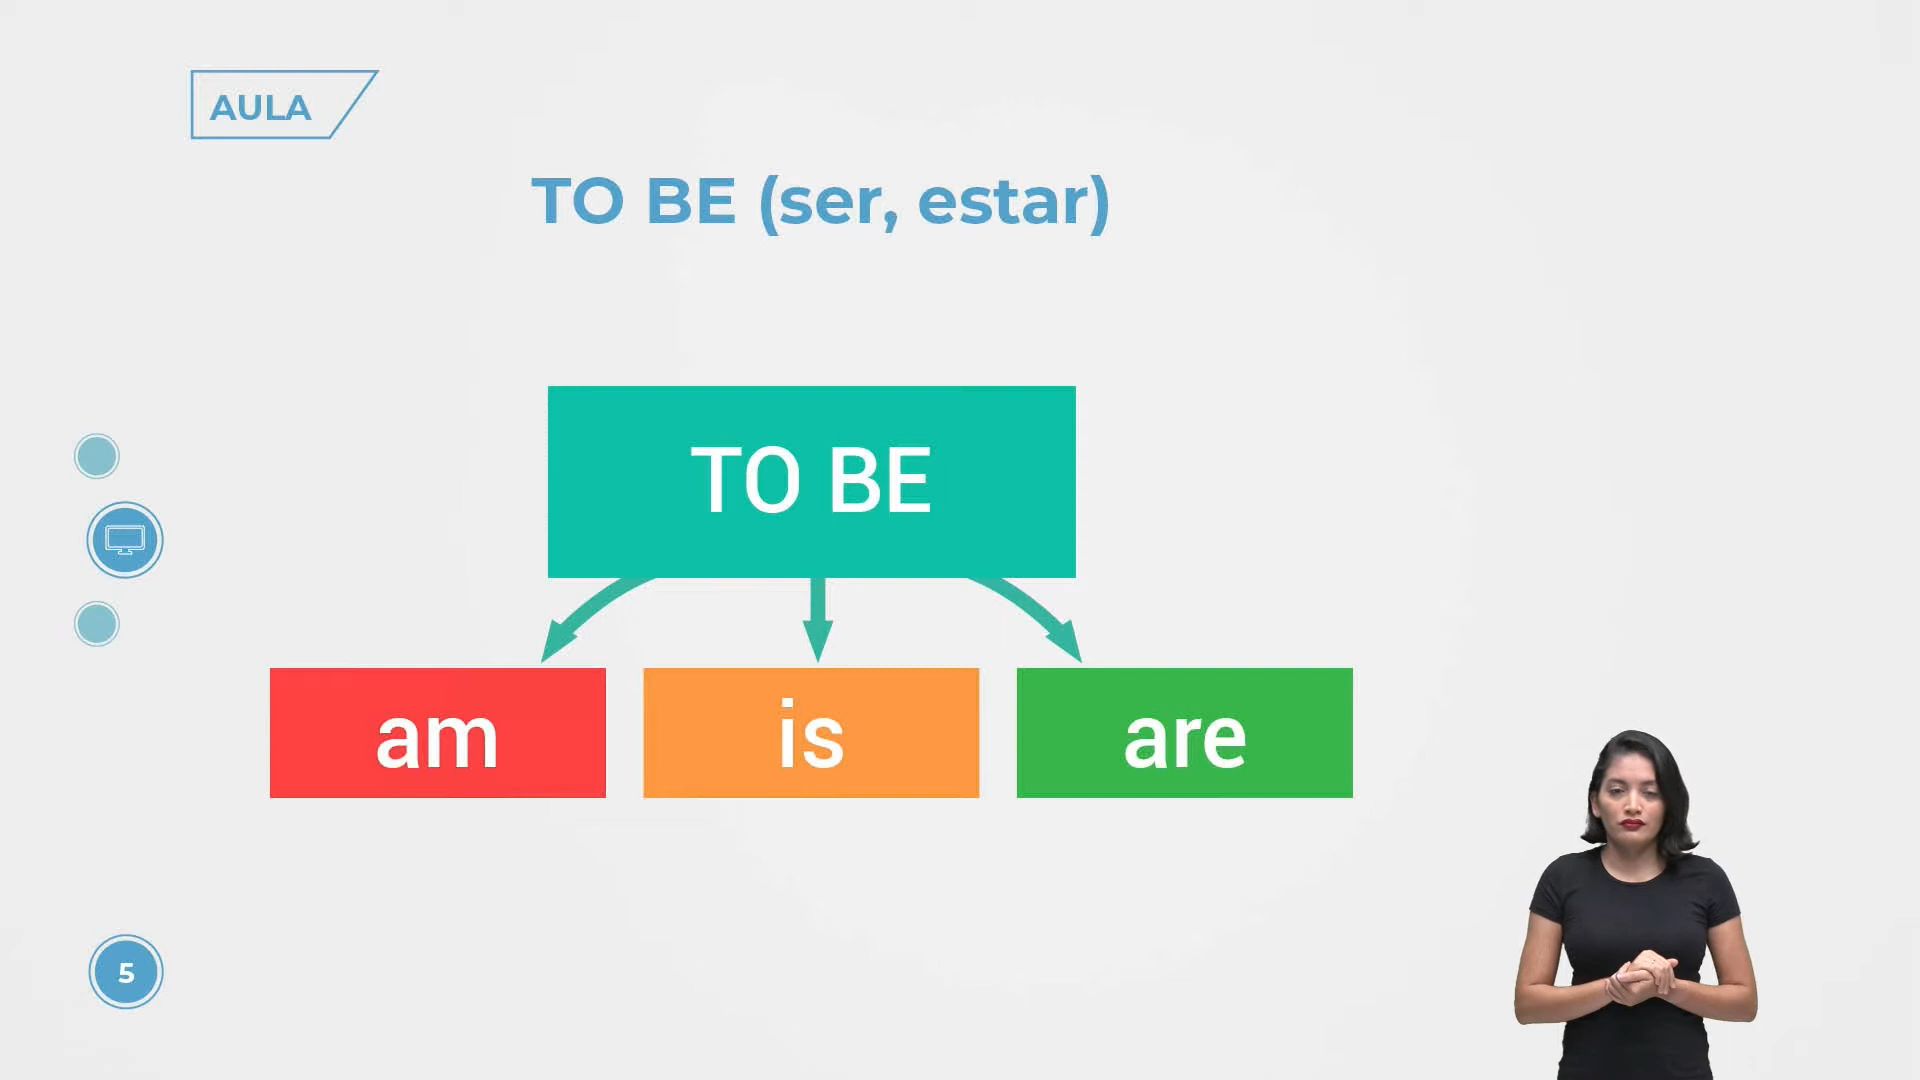 AULA
TO BE (ser, estar)
TO BE
am is are
5